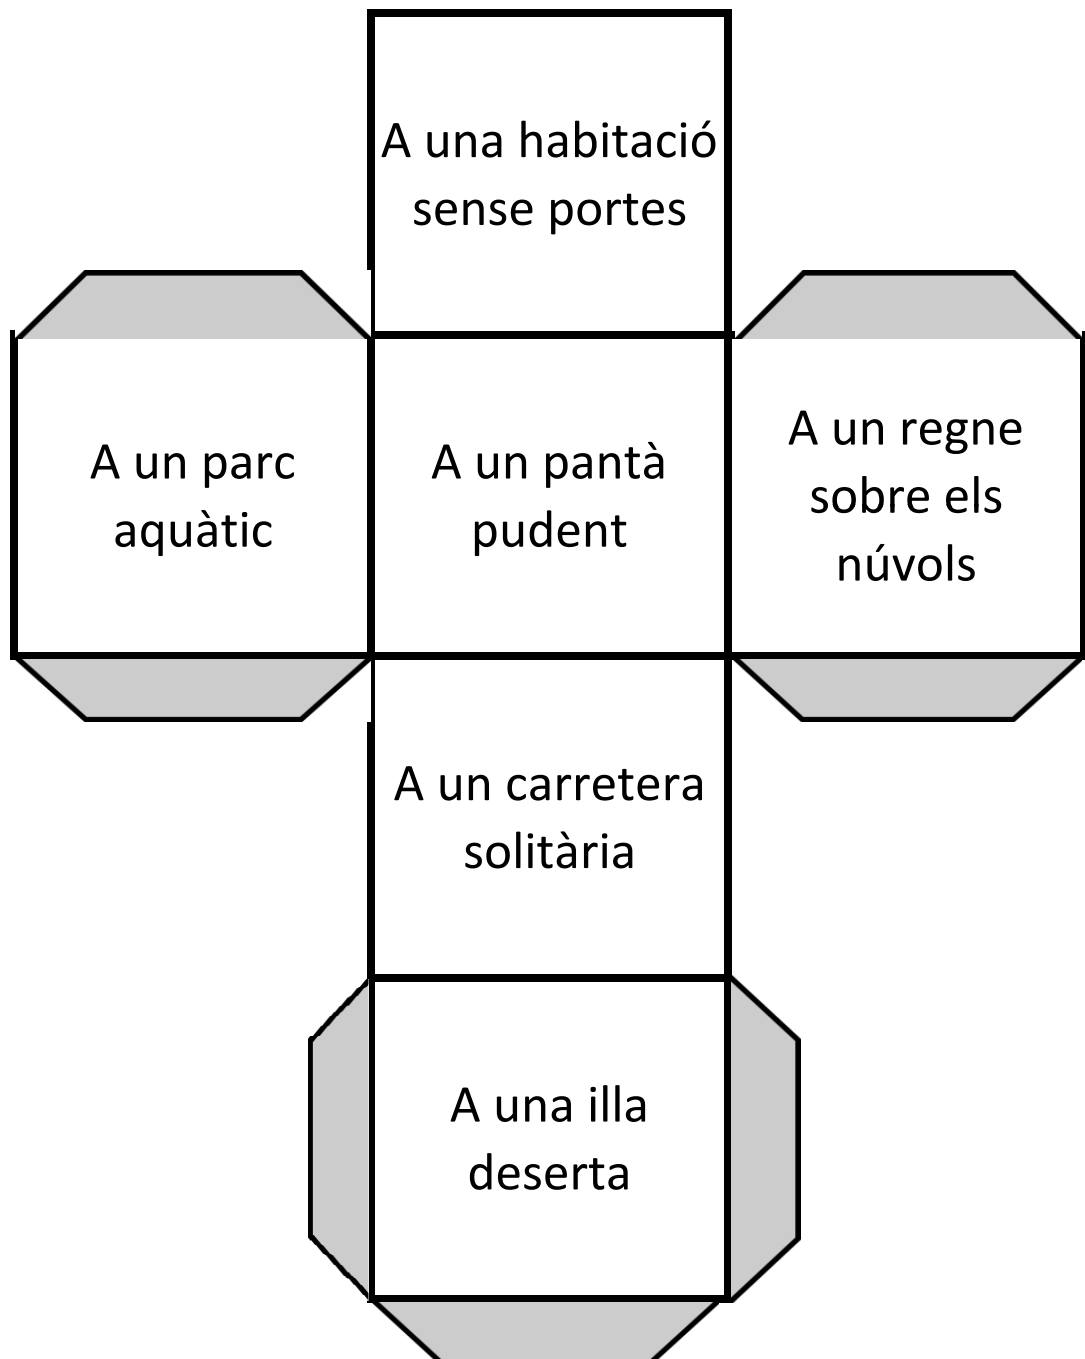 A una habitació
sense portes
A un parc
aquàtic
A un pantà
pudent
A un regne
sobre els
núvols
A un carretera
solitària
A una illa
deserta